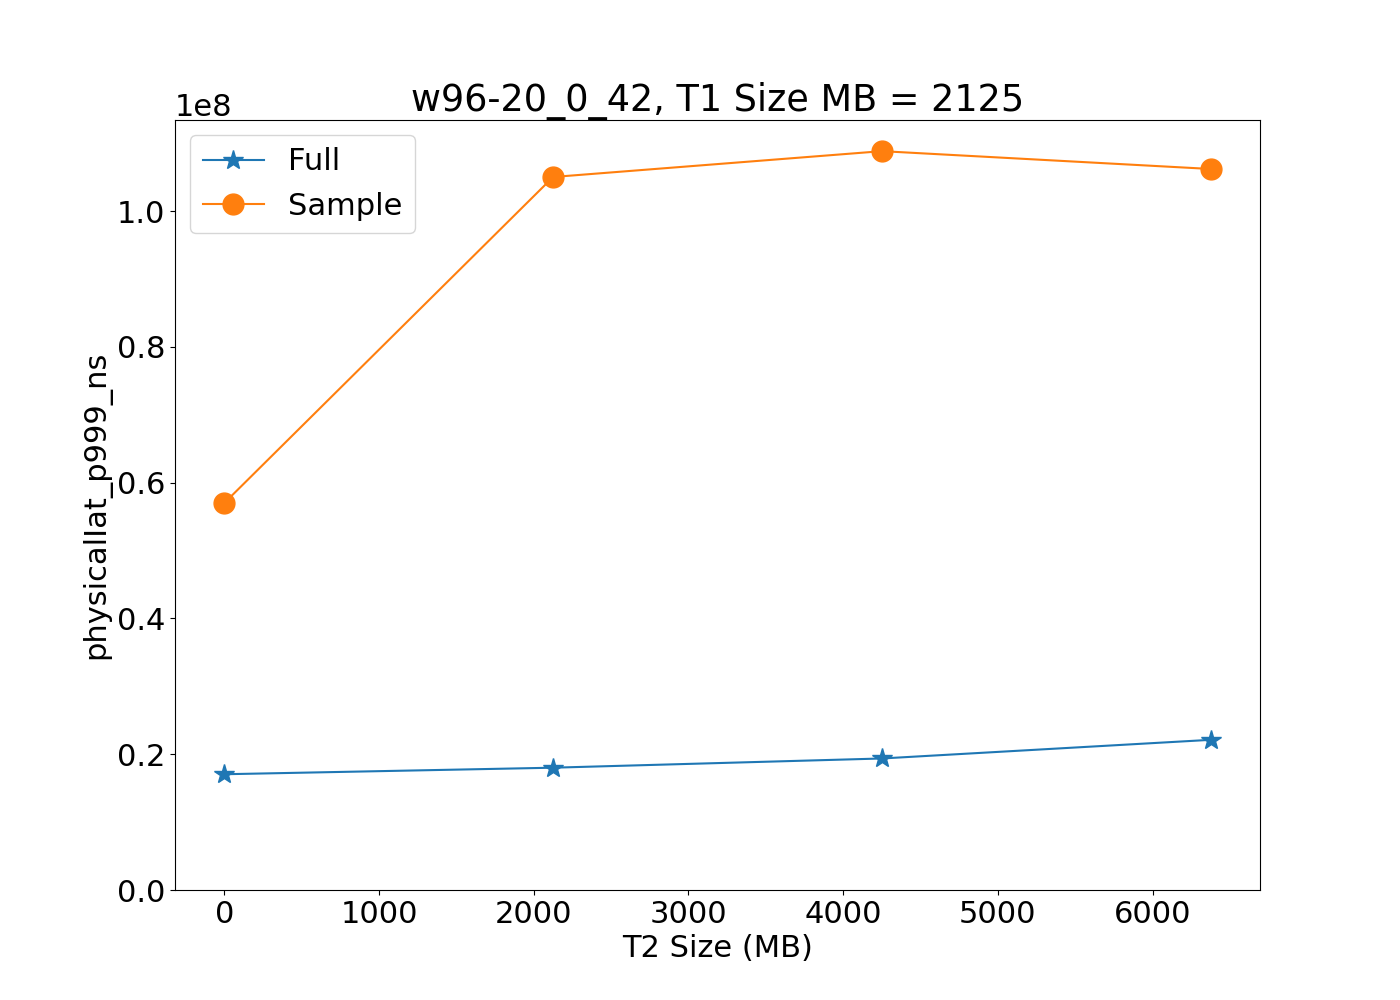 w96-20_0_42, T1 Size MB = 2125
1e8
Full
Sample
1.0
0.8
0.6
0.4
0.2
0.0
physicallat_p999_ns
0 1000 2000 3000 4000 5000 6000
T2 Size (MB)